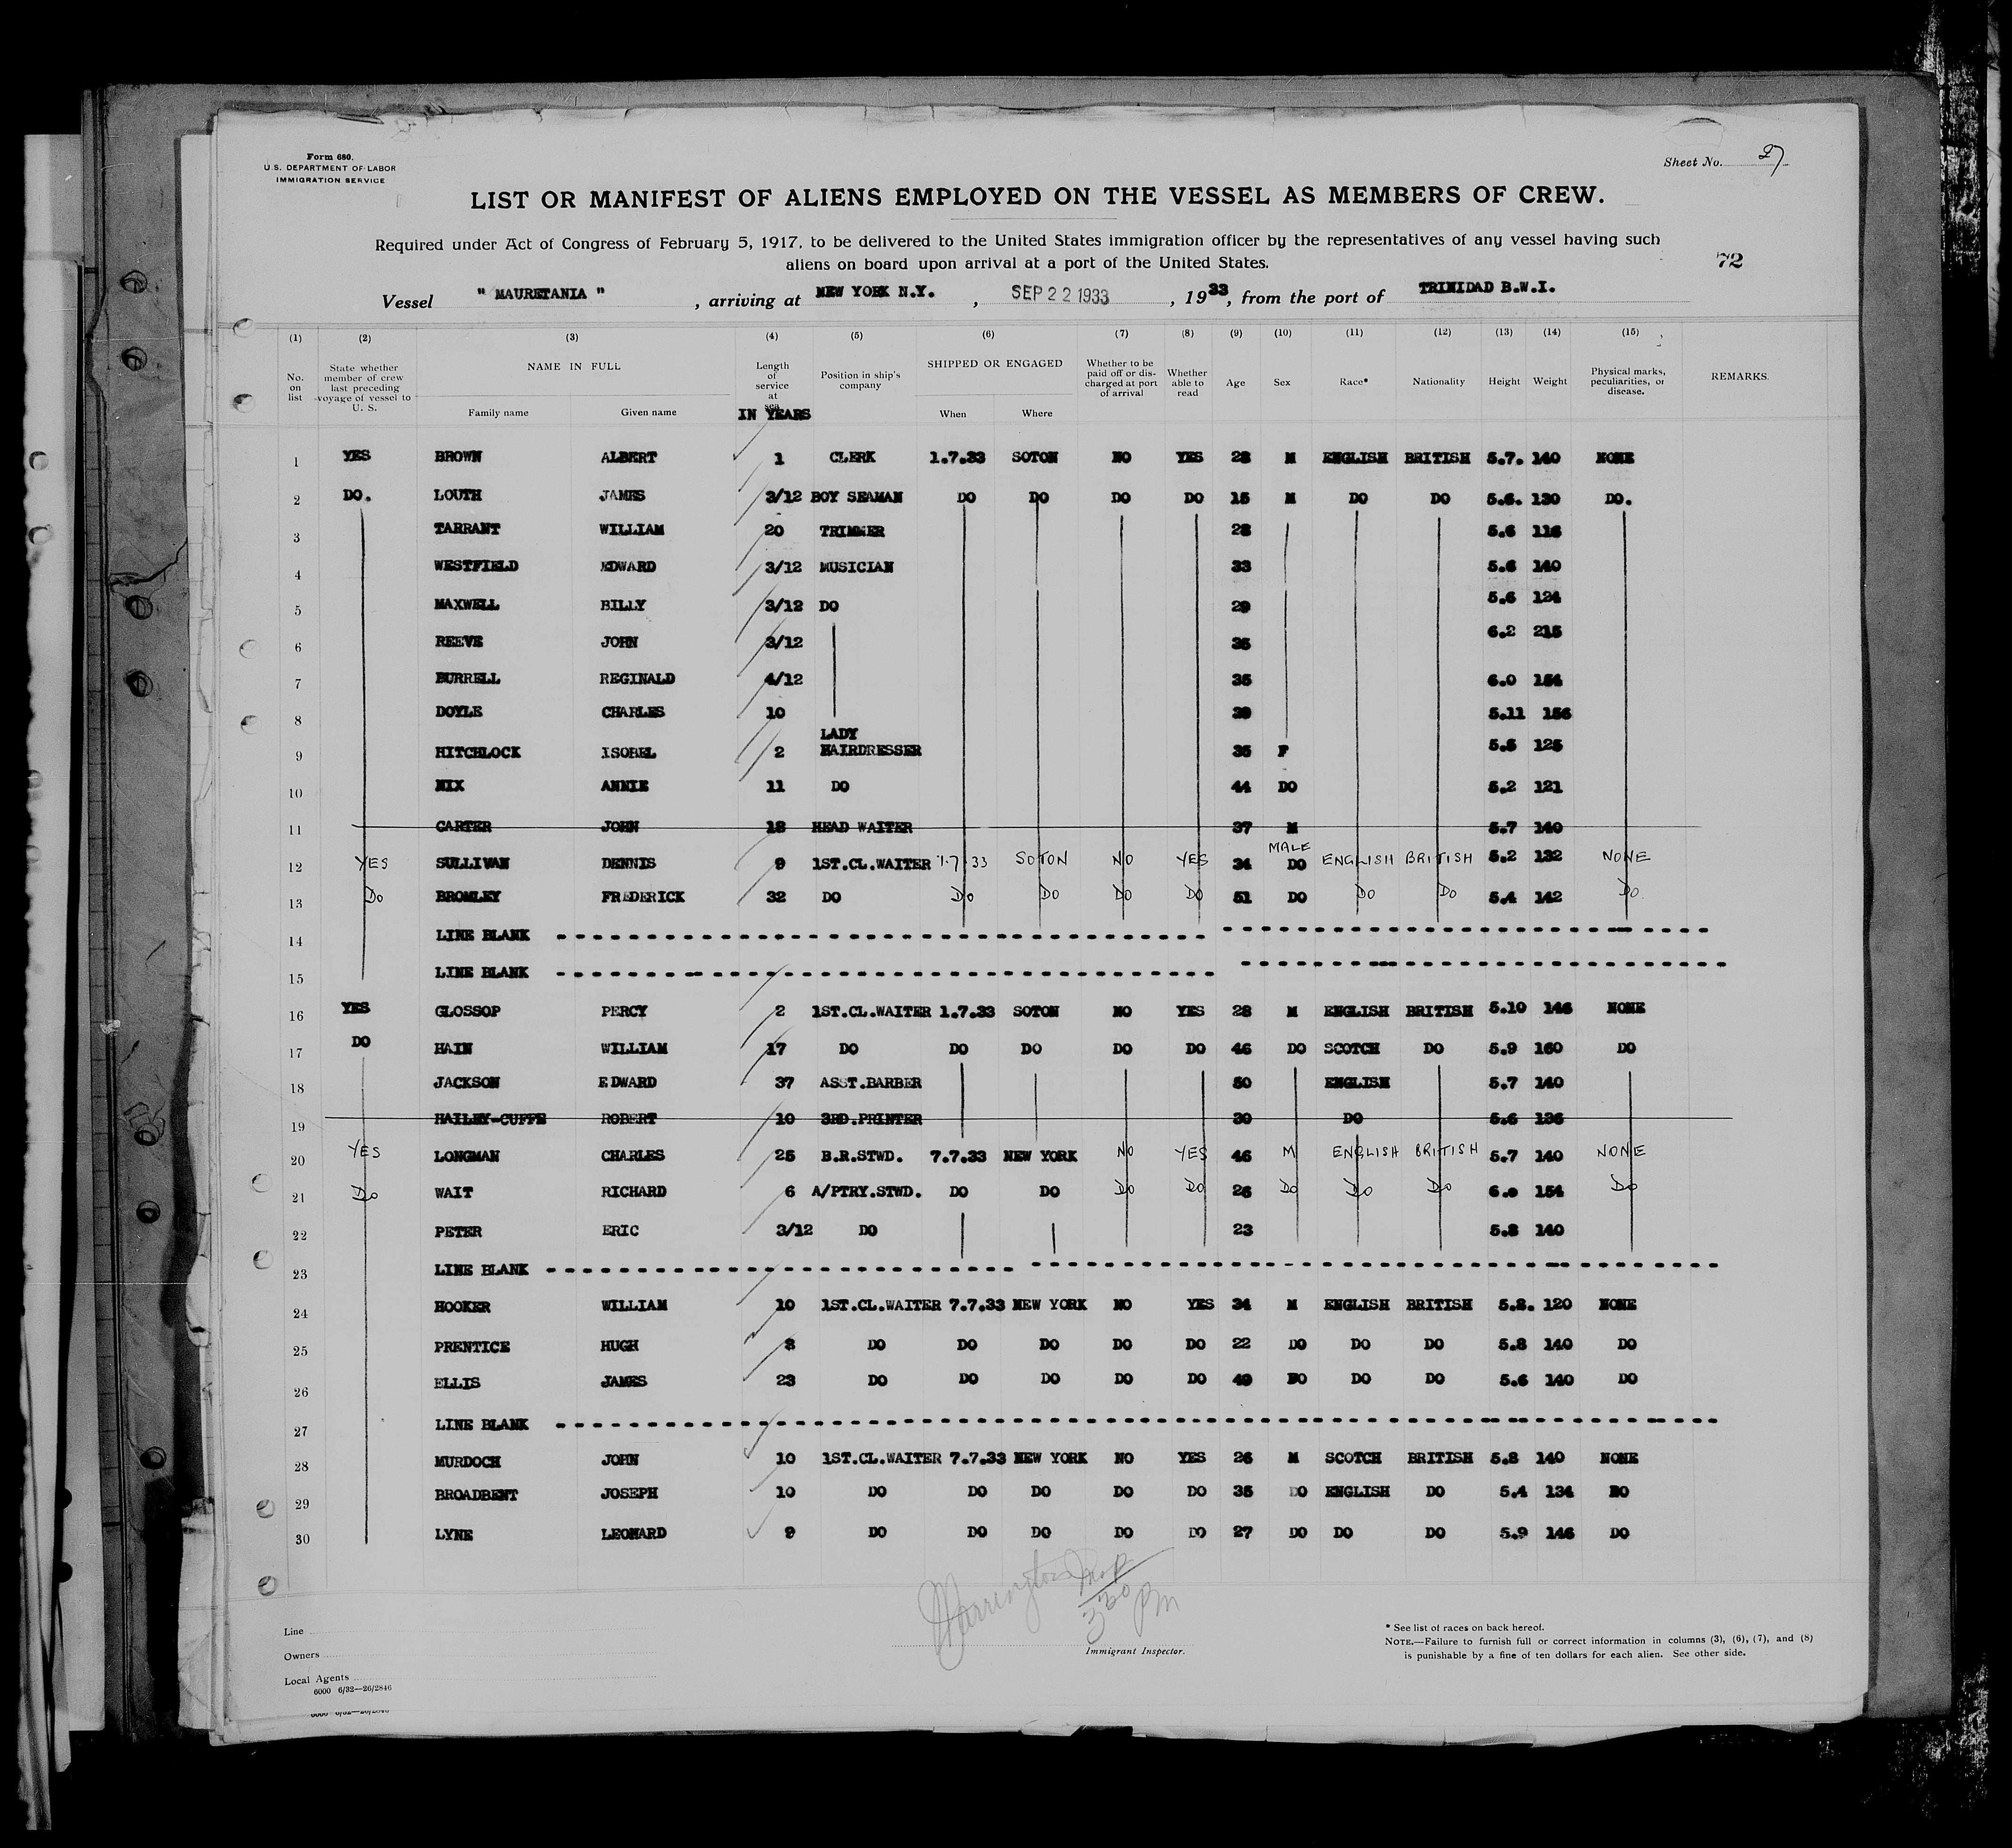 Form 680.
U.S. DEPARTMENT OF LABOR
IMMIGRATION SERVICE
Sheet No. 27
LIST OR MANIFEST OF ALIENS EMPLOYED ON THE VESSEL AS MEMBERS OF CREW.
Required under Act of Congress of February 5, 1917, to be delivered to the United States immigration officer by the representatives of any vessel having such
aliens on board upon arrival at a port of the United States.
72
Vessel " MAURETANIA " , arriving at NEW YORK N.Y. , SEP 22 1933 , 1933, from the port of TRINIDAD B.W.I.
(1) (2) (3) (4) (5) (6) (7) (8) (9) (10) (11) (12) (13) (14) (15)
No. on list State whether member of crew last preceding voyage of vessel to U. S. NAME IN FULL Length of service at sea Position in ship's company SHIPPED OR ENGAGED Whether to be paid off or discharged at port of arrival Whether able to read Age Sex Race* Nationality Height Weight Physical marks, peculiarities, or disease. REMARKS
Family name Given name IN YEARS When Where
1 YES BROWN ALBERT 1 CLERK 1.7.33 SOTON NO YES 28 M ENGLISH BRITISH 5.7. 140 NONE
2 DO. LOUTH JAMES 3/12 BOY SEAMAN DO DO DO DO 15 M DO DO 5.6. 130 DO.
3 TARRANT WILLIAM 20 TRIMMER 28 5.6 116
4 WESTFIELD EDWARD 3/12 MUSICIAN 33 5.6 140
5 MAXWELL BILLY 3/12 DO 29 5.6 124
6 REEVE JOHN 3/12 36 6.2 215
7 BURRELL REGINALD 4/12 35 6.0 154
8 DOYLE CHARLES 10 39 5.11 156
LADY
9 HITCHLOCK ISOBEL 2 HAIRDRESSER 35 F 5.5 125
10 NIX ANNIE 11 DO 44 DO 5.2 121
11 CARTER JOHN 18 HEAD WAITER 37 M 5.7 140
12 YES SULLIVAN DENNIS 9 1ST.CL.WAITER 1.7.33 SOTON NO YES 34 MALE DO ENGLISH BRITISH 5.2 132 NONE
13 DO BROMLEY FREDERICK 32 DO DO DO DO DO 51 DO DO DO 5.4 142 DO
14 LINE BLANK
15 LINE BLANK
16 YES GLOSSOP PERCY 2 1ST.CL.WAITER 1.7.33 SOTON NO YES 28 M ENGLISH BRITISH 5.10 146 NONE
17 DO HAIN WILLIAM 17 DO DO DO DO DO 46 DO SCOTCH DO 5.9 160 DO
18 JACKSON EDWARD 37 ASST.BARBER 50 ENGLISH 5.7 140
19 HAILEY-CUFFE ROBERT 10 3RD.PRINTER 30 DO 5.6 136
20 YES LONGMAN CHARLES 25 B.R.STWD. 7.7.33 NEW YORK NO YES 46 M ENGLISH BRITISH 5.7 140 NONE
21 DO WAIT RICHARD 6 A/PTRY.STWD. DO DO DO DO 26 DO DO DO 6.0 154 DO
22 PETER ERIC 3/12 DO 23 5.8 140
23 LINE BLANK
24 HOOKER WILLIAM 10 1ST.CL.WAITER 7.7.33 NEW YORK NO YES 34 M ENGLISH BRITISH 5.8. 120 NONE
25 PRENTICE HUGH 8 DO DO DO DO DO 22 DO DO DO 5.8 140 DO
26 ELLIS JAMES 23 DO DO DO DO DO 49 DO DO DO 5.6 140 DO
27 LINE BLANK
28 MURDOCH JOHN 10 1ST.CL.WAITER 7.7.33 NEW YORK NO YES 26 M SCOTCH BRITISH 5.8 140 NONE
29 BROADBENT JOSEPH 10 DO DO DO DO DO 35 DO ENGLISH DO 5.4 134 DO
30 LYNE LEONARD 9 DO DO DO DO DO 27 DO DO DO 5.9 146 DO
Harrington Insp
3 30 PM
Immigrant Inspector.
Line
Owners
Local Agents
6000 6/32—26/2846
* See list of races on back hereof.
NOTE.—Failure to furnish full or correct information in columns (3), (6), (7), and (8)
is punishable by a fine of ten dollars for each alien. See other side.